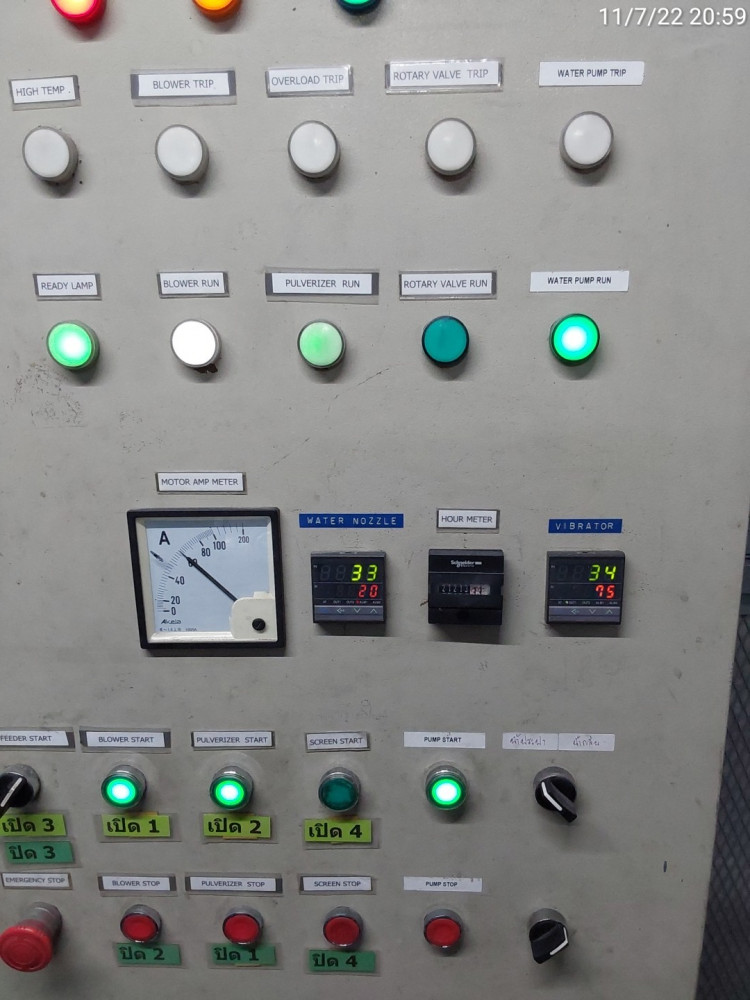 11/7/22 20:59
HIGH TEMP .
BLOWER TRIP
OVERLOAD TRIP
ROTARY VALVE TRIP
WATER PUMP TRIP
READY LAMP
BLOWER RUN
PULVERIZER RUN
ROTARY VALVE RUN
WATER PUMP RUN
MOTOR AMP METER
WATER NOZZLE
HOUR METER
VIBRATOR
A
0
20
40
60
80
100
200
33
20
Schneider
34
75
FEEDER START
BLOWER START
PULVERIZER START
SCREEN START
PUMP START
เปิด 3
เปิด 1
เปิด 2
เปิด 4
ปิด 3
EMERGENCY STOP
BLOWER STOP
PULVERIZER STOP
SCREEN STOP
PUMP STOP
ปิด 2
ปิด 1
ปิด 4